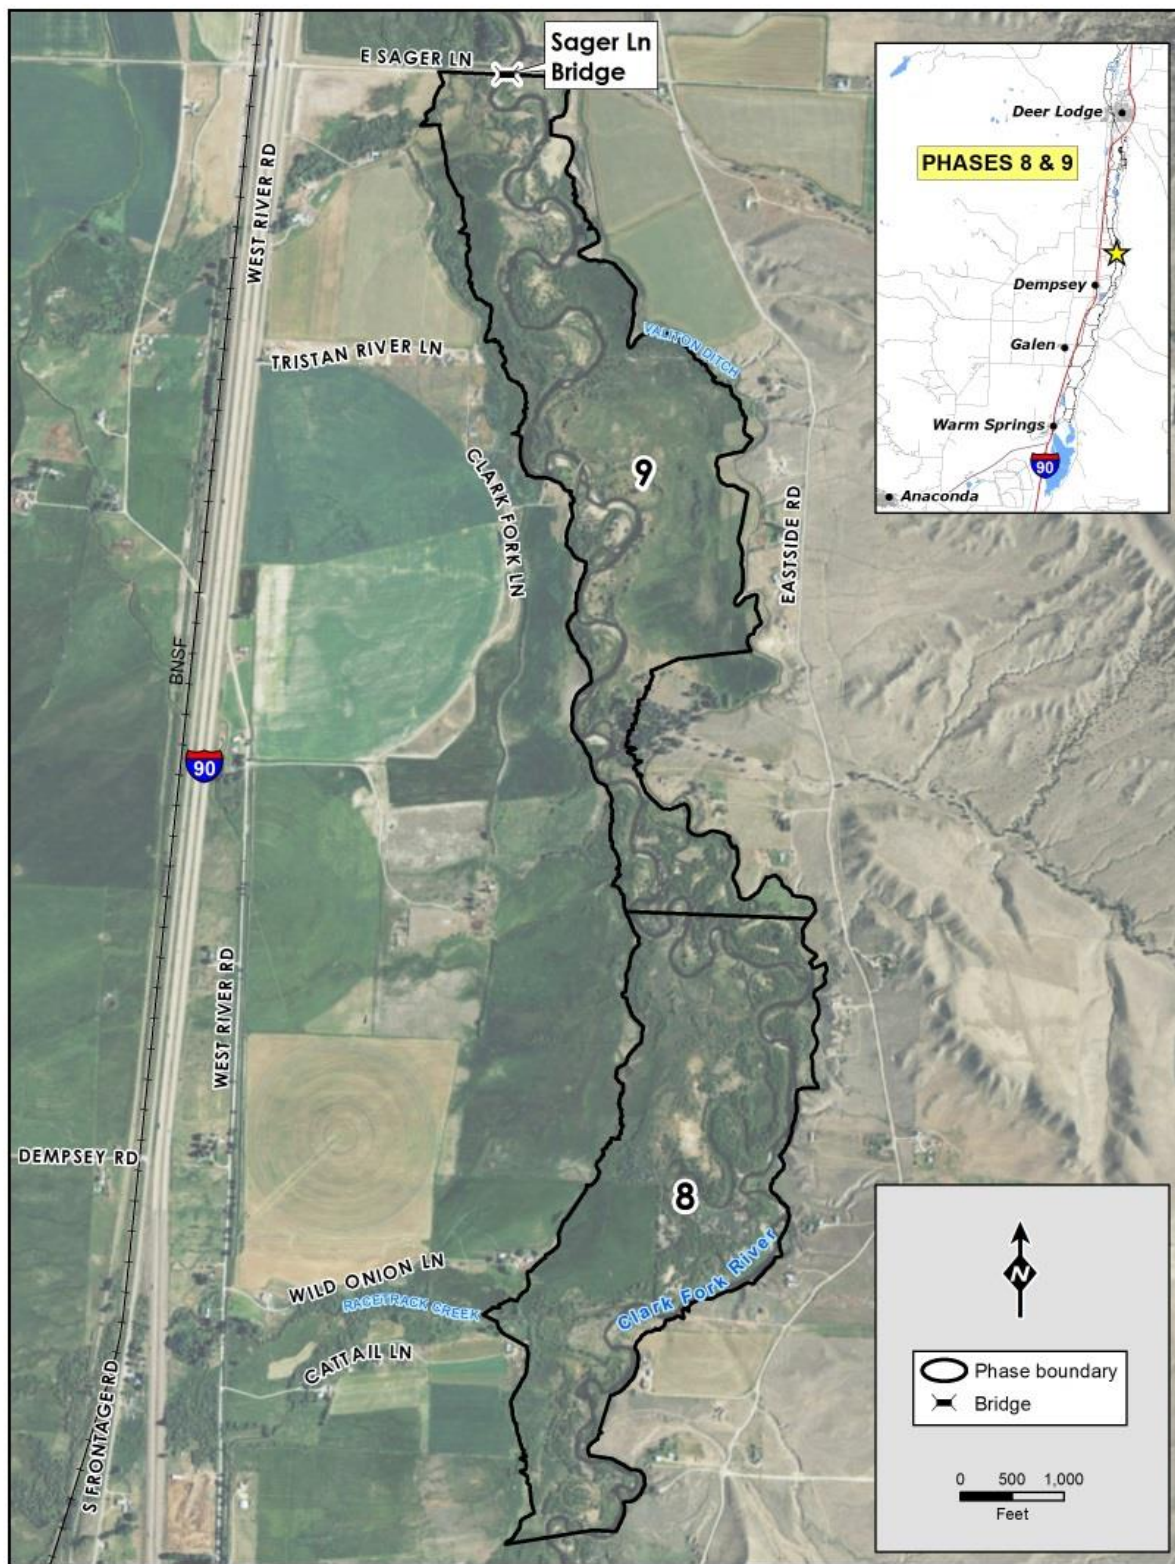 E SAGER LN
Sager Ln
Bridge
WEST RIVER RD
TRISTAN RIVER LN
VALITON DITCH
CLARK FORK LN
9
EASTSIDE RD
BNSF
90
WEST RIVER RD
DEMPSEY RD
8
WILD ONION LN
RACETRACK CREEK
Clark Fork River
CATTAIL LN
S FRONTAGE RD
Deer Lodge
PHASES 8 & 9
Dempsey
Galen
Warm Springs
90
Anaconda
N
Phase boundary
Bridge
0 500 1,000
Feet